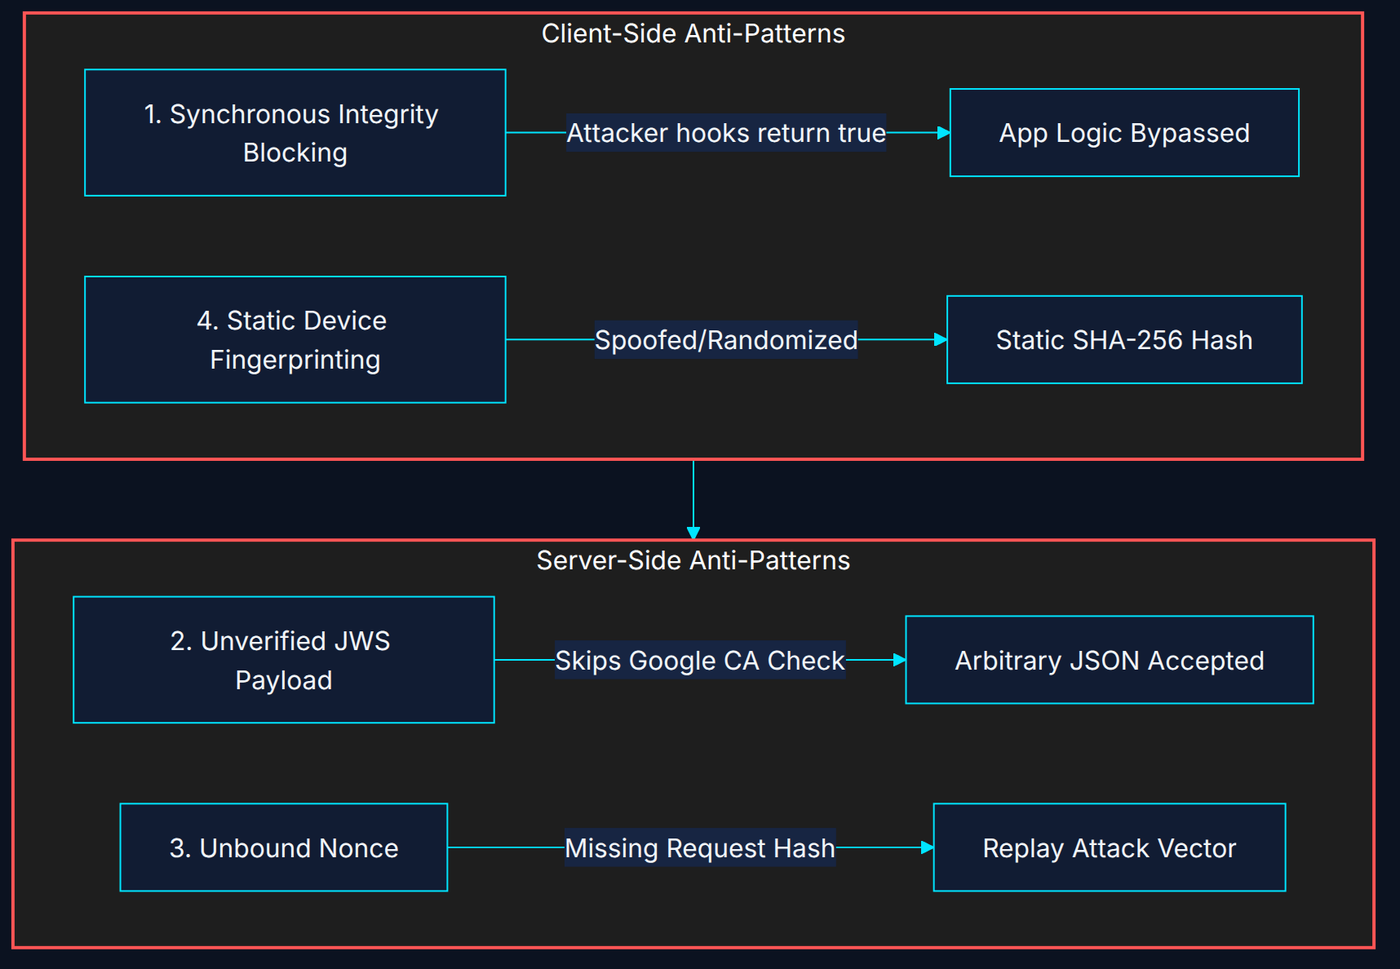 Client-Side Anti-Patterns
1. Synchronous Integrity
Blocking
Attacker hooks return true
App Logic Bypassed
4. Static Device
Fingerprinting
Spoofed/Randomized
Static SHA-256 Hash
Server-Side Anti-Patterns
2. Unverified JWS
Payload
Skips Google CA Check
Arbitrary JSON Accepted
3. Unbound Nonce
Missing Request Hash
Replay Attack Vector